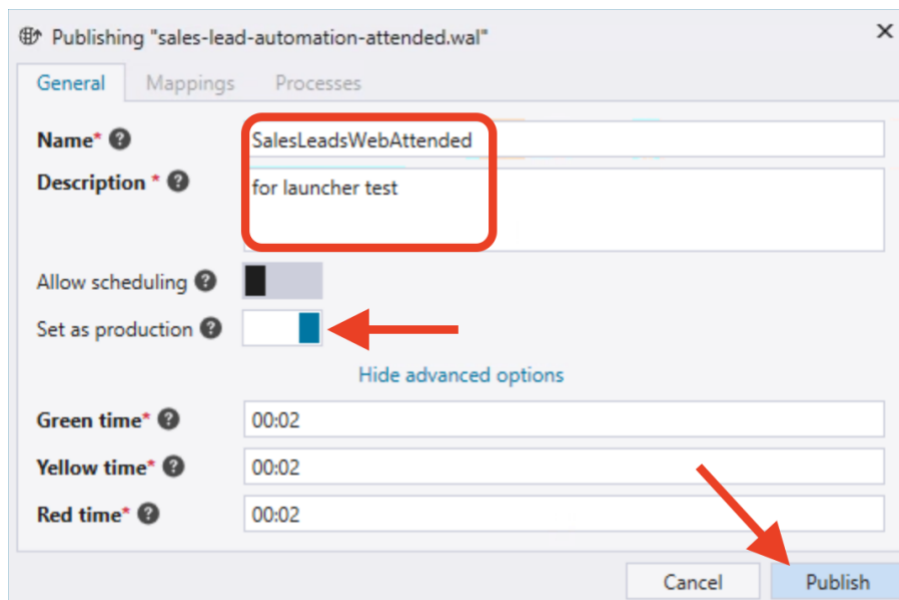 Publishing "sales-lead-automation-attended.wal"
General Mappings Processes
Name* SalesLeadsWebAttended
Description * for launcher test
Allow scheduling
Set as production
Hide advanced options
Green time* 00:02
Yellow time* 00:02
Red time* 00:02
Cancel Publish